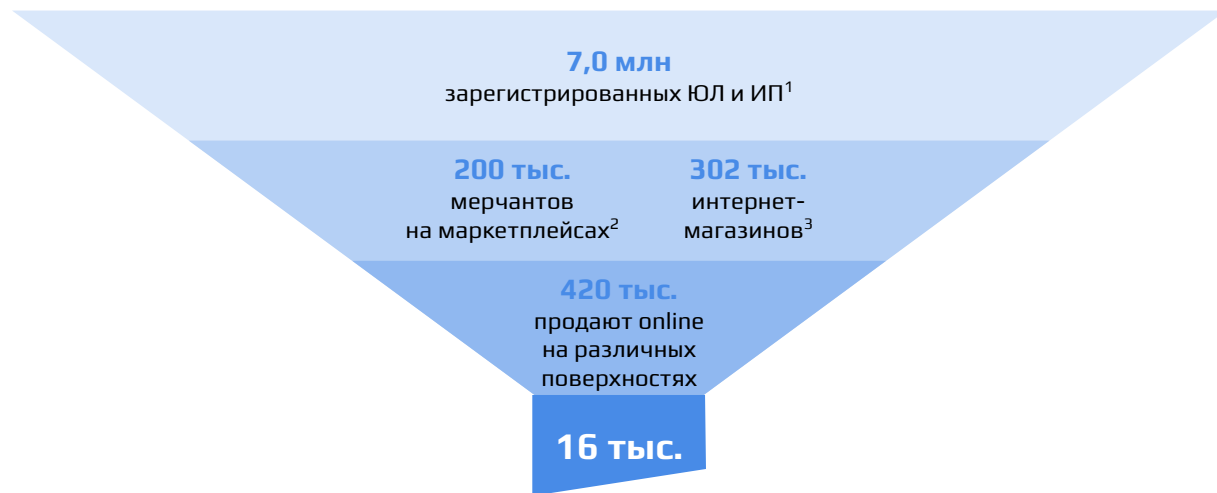 7,0 млн
зарегистрированных ЮЛ и ИП¹
200 тыс.
мерчантов
на маркетплейсах²
302 тыс.
интернет-
магазинов³
420 тыс.
продают online
на различных
поверхностях
16 тыс.